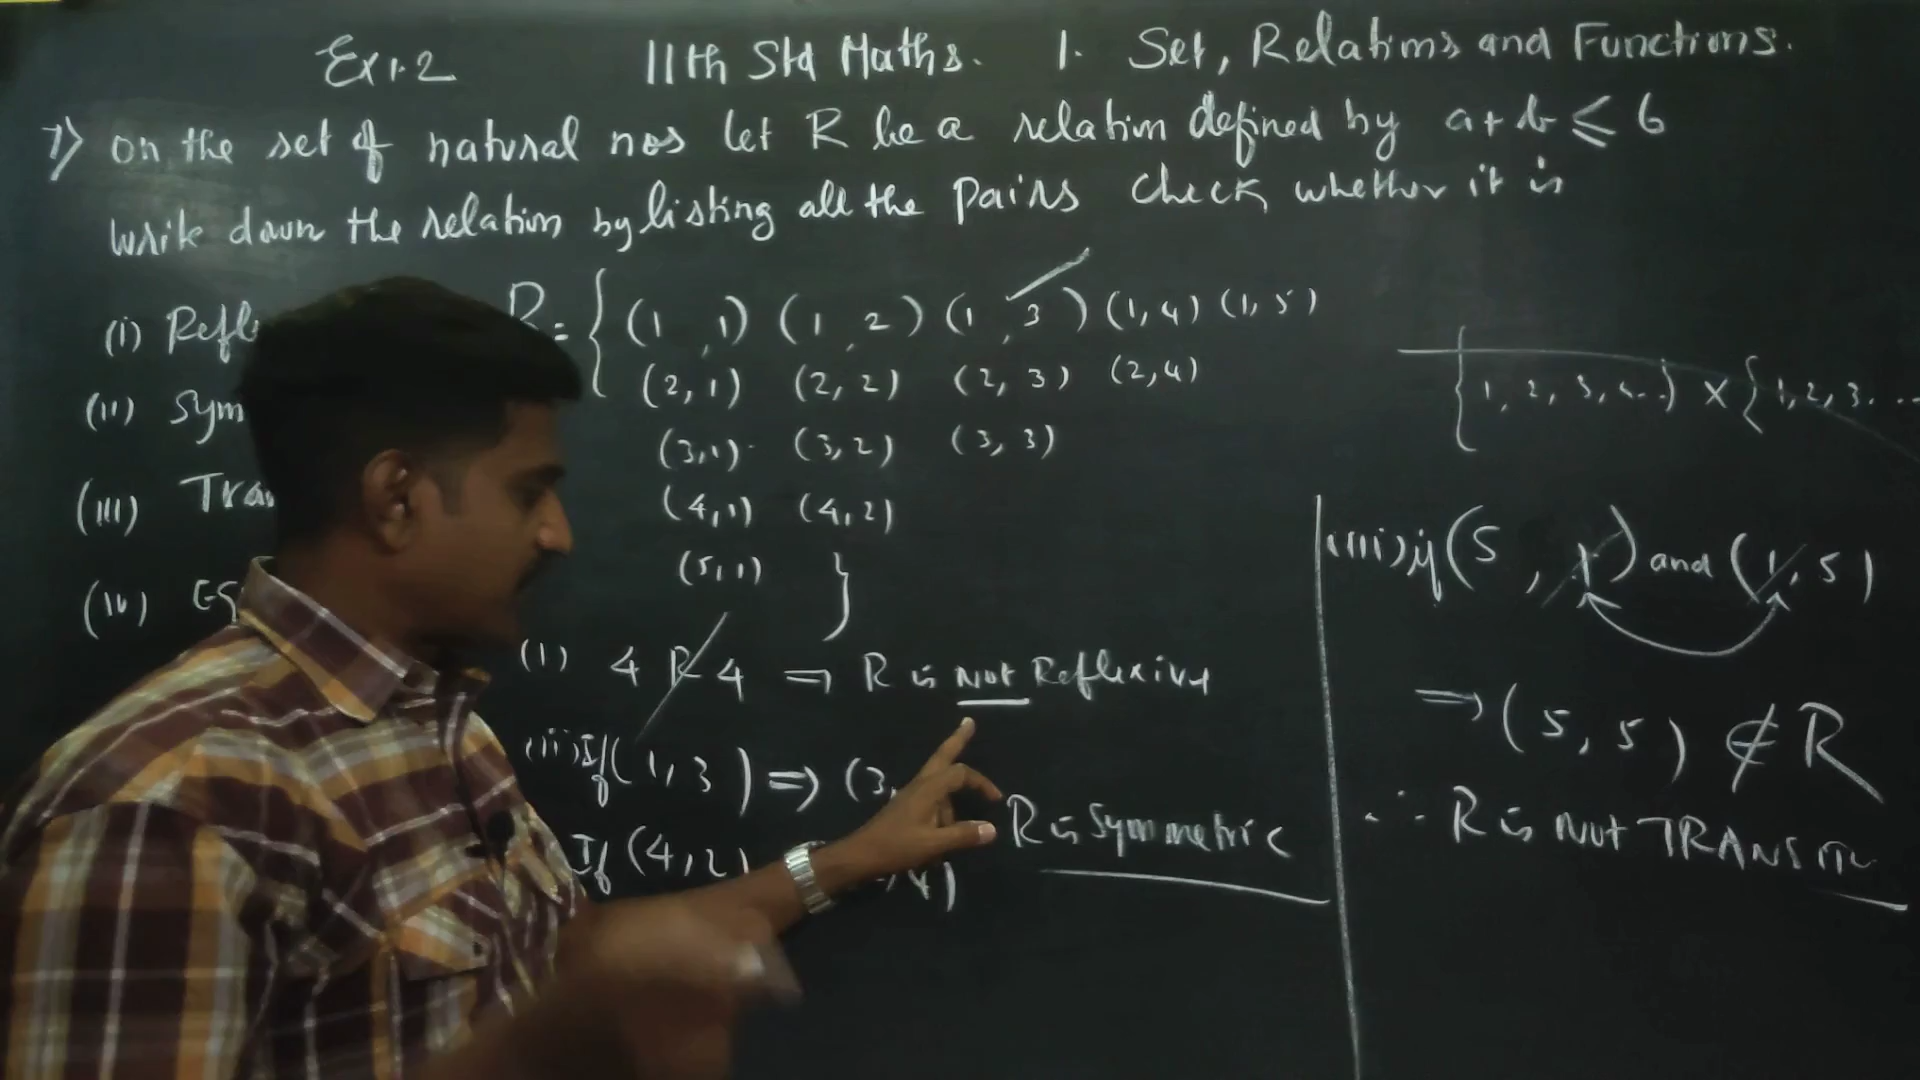 Ex 1.2 11th Std Maths. 1. Set, Relations and Functions.
7) on the set of natural nos let R be a relation defined by a + b ≤ 6
write down the relation by listing all the pairs check whether it is
(i) Refl
R = { (1, 1) (1, 2) (1, 3) (1, 4) (1, 5)
(2, 1) (2, 2) (2, 3) (2, 4)
(ii) Sym
(3, 1) (3, 2) (3, 3)
(iii) Tra
(4, 1) (4, 2)
(5, 1) }
(iv)
(i) 4 R̸ 4 ⇒ R is Not Reflexive
(ii) If (1, 3) ⇒ (3,
If (4, 2) , 4)
R is Symmetric
{1, 2, 3, 4...} × {1, 2, 3, ...
(iii) if (5, 1) and (1, 5)
⇒ (5, 5) ∉ R
∴ R is Not TRANSITIVE